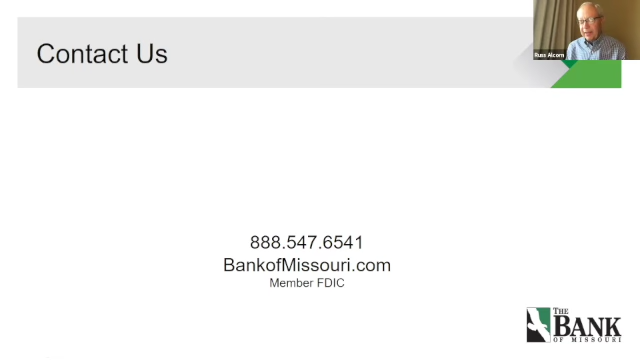 Contact Us
Russ Alcorn
888.547.6541
BankofMissouri.com
Member FDIC
THE
BANK
OF MISSOURI